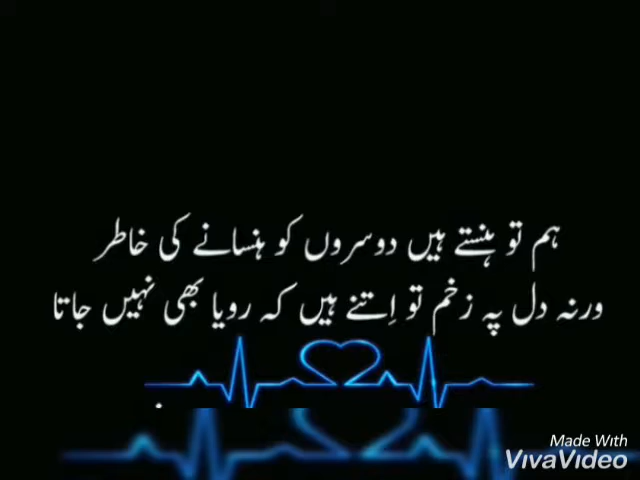 ہم تو ہنستے ہیں دوسروں کو ہنسانے کی خاطر
ورنہ دل پہ زخم تو اِتنے ہیں کہ رویا بھی نہیں جاتا
Made With
VivaVideo